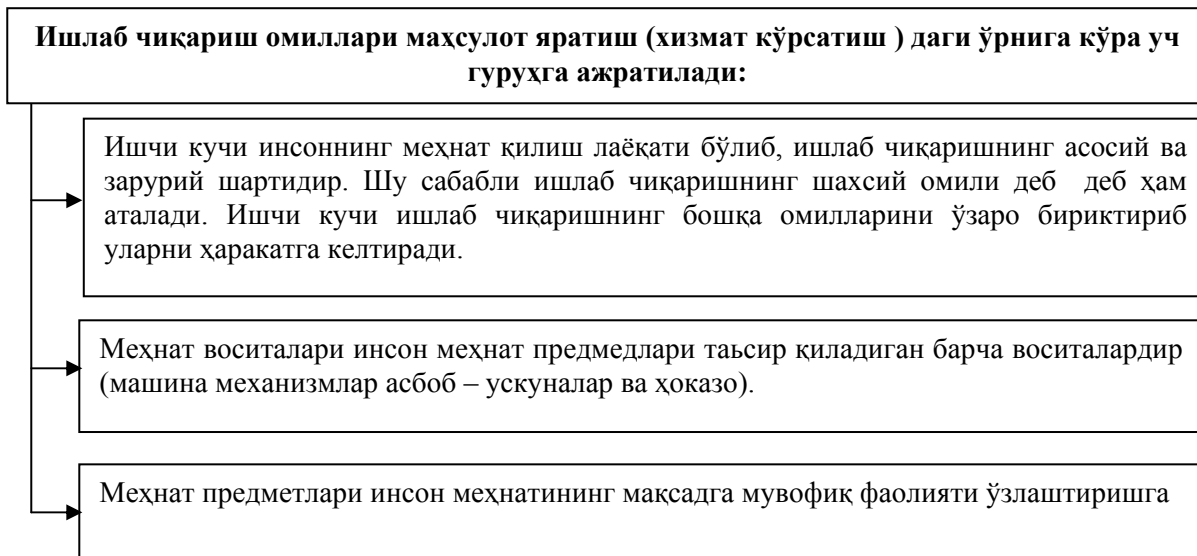 Ишлаб чиқариш омиллари маҳсулот яратиш (хизмат кўрсатиш ) даги ўрнига кўра уч
гуруҳга ажратилади:
Ишчи кучи инсоннинг меҳнат қилиш лаёқати бўлиб, ишлаб чиқаришнинг асосий ва
зарурий шартидир. Шу сабабли ишлаб чиқаришнинг шахсий омили деб деб ҳам
аталади. Ишчи кучи ишлаб чиқаришнинг бошқа омилларини ўзаро бириктириб
уларни ҳаракатга келтиради.
Меҳнат воситалари инсон меҳнат предмедлари таьсир қиладиган барча воситалардир
(машина механизмлар асбоб – ускуналар ва ҳоказо).
Меҳнат предметлари инсон меҳнатининг мақсадга мувофиқ фаолияти ўзлаштиришга